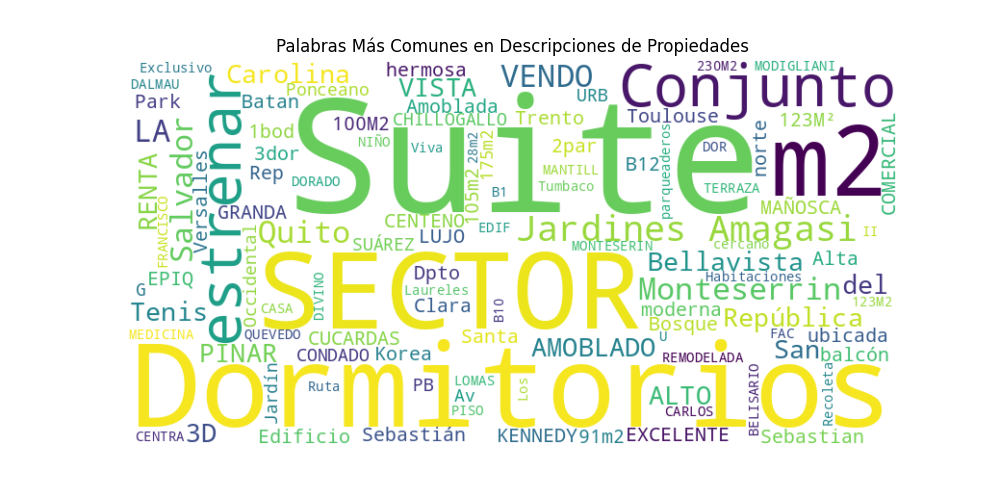 Palabras Más Comunes en Descripciones de Propiedades
Exclusivo
DALMAU
Park
LA
Carolina
Ponceano
Batan
hermosa
VISTA
Amoblada
VENDO
URB
Conjunto
230M2
MODIGLIANI
1bod
3dor
Rep
100M2
NIÑO
CHILLOGALLO
Viva
28m2
175m2
105m2
Trento
2par
MANTILL
Tumbaco
B1
Toulouse
B12
parqueaderos
DOR
TERRAZA
norte
123M²
COMERCIAL
Suite
m2
estrenar
RENTA
FRANCISCO
Salvador
Versalles
DORADO
GRANDA
Quito
SUÁREZ
CENTENO
LUJO
EDIF
Jardines
Amagasi
MAÑOSCA
II
MONTESERIN
cercano
Bellavista
Alta
Habitaciones
EPIQ
G
Tenis
MEDICINA
Occidental
CASA
DIVINO
SECTOR
Dpto
Laureles
Clara
B10
Monteserrin
del
123M2
moderna
Bosque
República
QUEVEDO
CUCARDAS
Santa
U
FAC
ubicada
PINAR
CONDADO
Korea
AMOBLADO
REMODELADA
San
balcón
Dormitorios
Jardín
Ruta
PB
LOMAS
Av
PISO
Los
ALTO
CARLOS
BELISARIO
Recoleta
CENTRA
3D
Edificio
Sebastián
KENNEDY
91m2
EXCELENTE
Sebastian